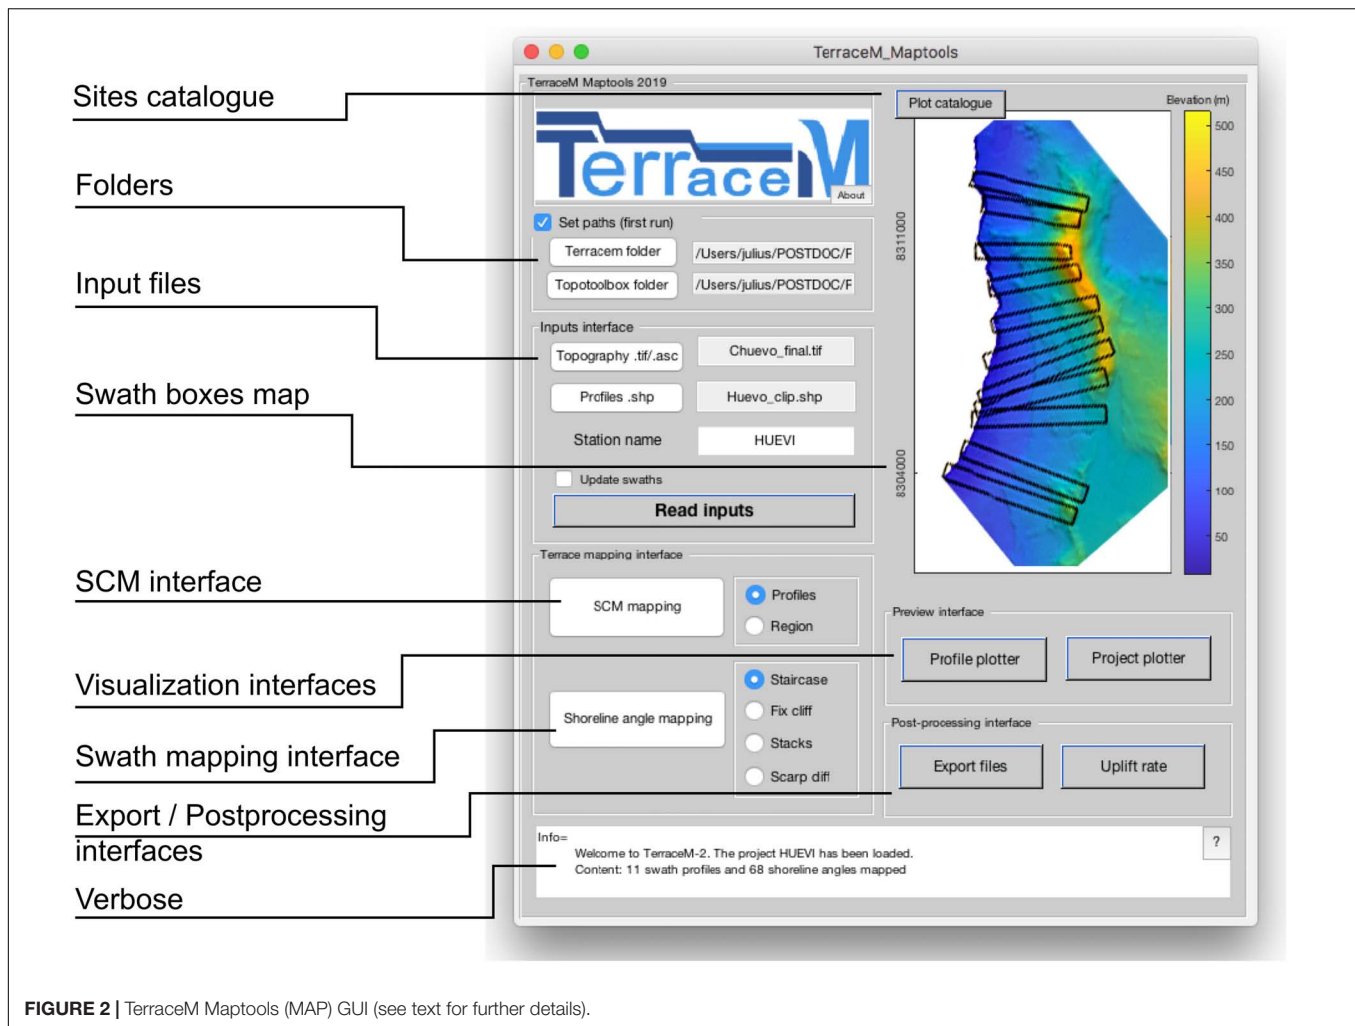 TerraceM_Maptools
Sites catalogue
Folders
Input files
Swath boxes map
SCM interface
Visualization interfaces
Swath mapping interface
Export / Postprocessing
interfaces
Verbose
TerraceM Maptools 2019
TerraceM
About
Set paths (first run)
Terracem folder
/Users/julius/POSTDOC/F
Topotoolbox folder
/Users/julius/POSTDOC/F
Inputs interface
Topography .tif/.asc
Chuevo_final.tif
Profiles .shp
Huevo_clip.shp
Station name
HUEVI
Update swaths
Read inputs
Terrace mapping interface
SCM mapping
Profiles
Region
Shoreline angle mapping
Staircase
Fix cliff
Stacks
Scarp diff
Plot catalogue
Elevation (m)
500
450
400
350
300
250
200
150
100
50
8311000
8304000
Preview interface
Profile plotter
Project plotter
Post-processing interface
Export files
Uplift rate
Info=
Welcome to TerraceM-2. The project HUEVI has been loaded.
Content: 11 swath profiles and 68 shoreline angles mapped
?
FIGURE 2 | TerraceM Maptools (MAP) GUI (see text for further details).